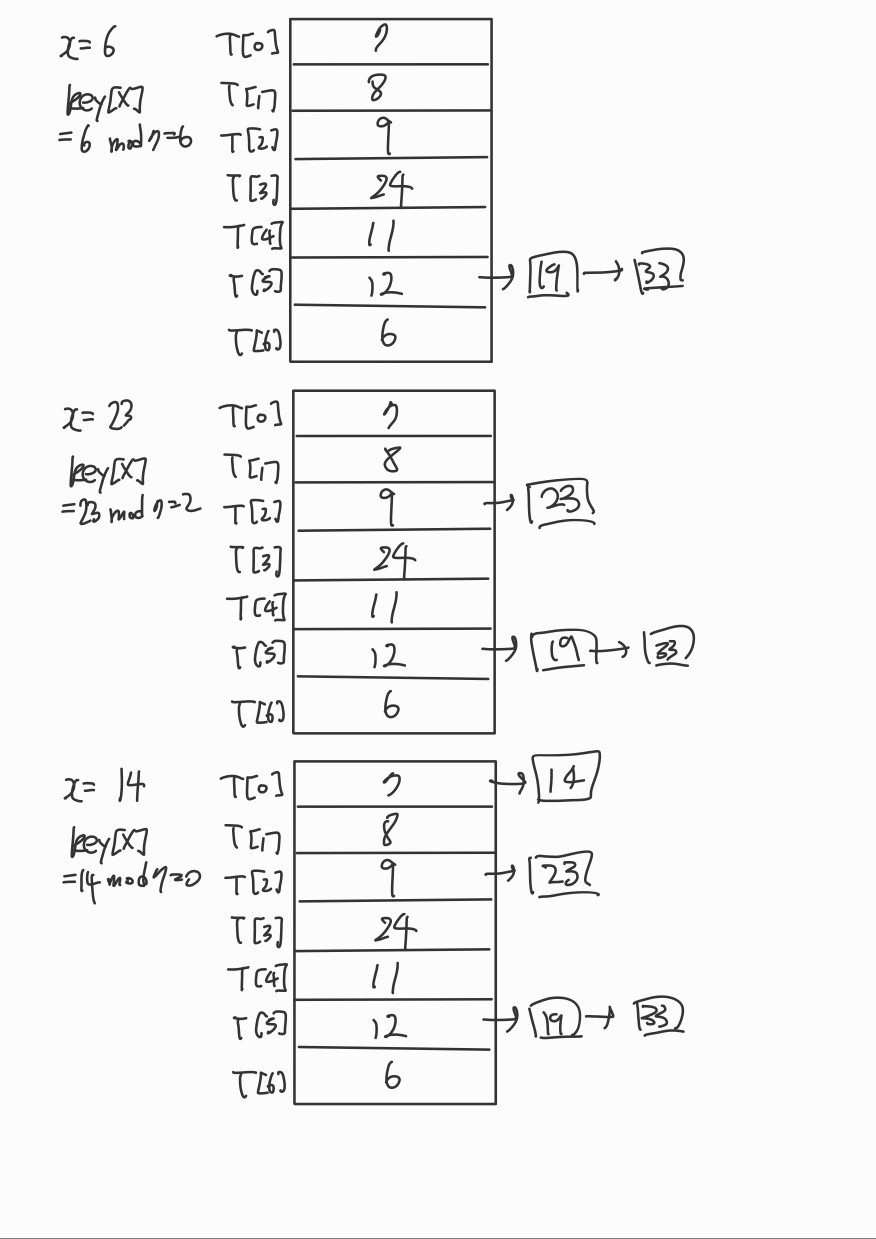 x = 6
key[x]
= 6 mod 7 = 6
T[0] 7
T[1] 8
T[2] 9
T[3] 24
T[4] 11
T[5] 12 → 19 → 33
T[6] 6
x = 23
key[x]
= 23 mod 7 = 2
T[0] 7
T[1] 8
T[2] 9 → 23
T[3] 24
T[4] 11
T[5] 12 → 19 → 33
T[6] 6
x = 14
key[x]
= 14 mod 7 = 0
T[0] 7 → 14
T[1] 8
T[2] 9 → 23
T[3] 24
T[4] 11
T[5] 12 → 19 → 33
T[6] 6